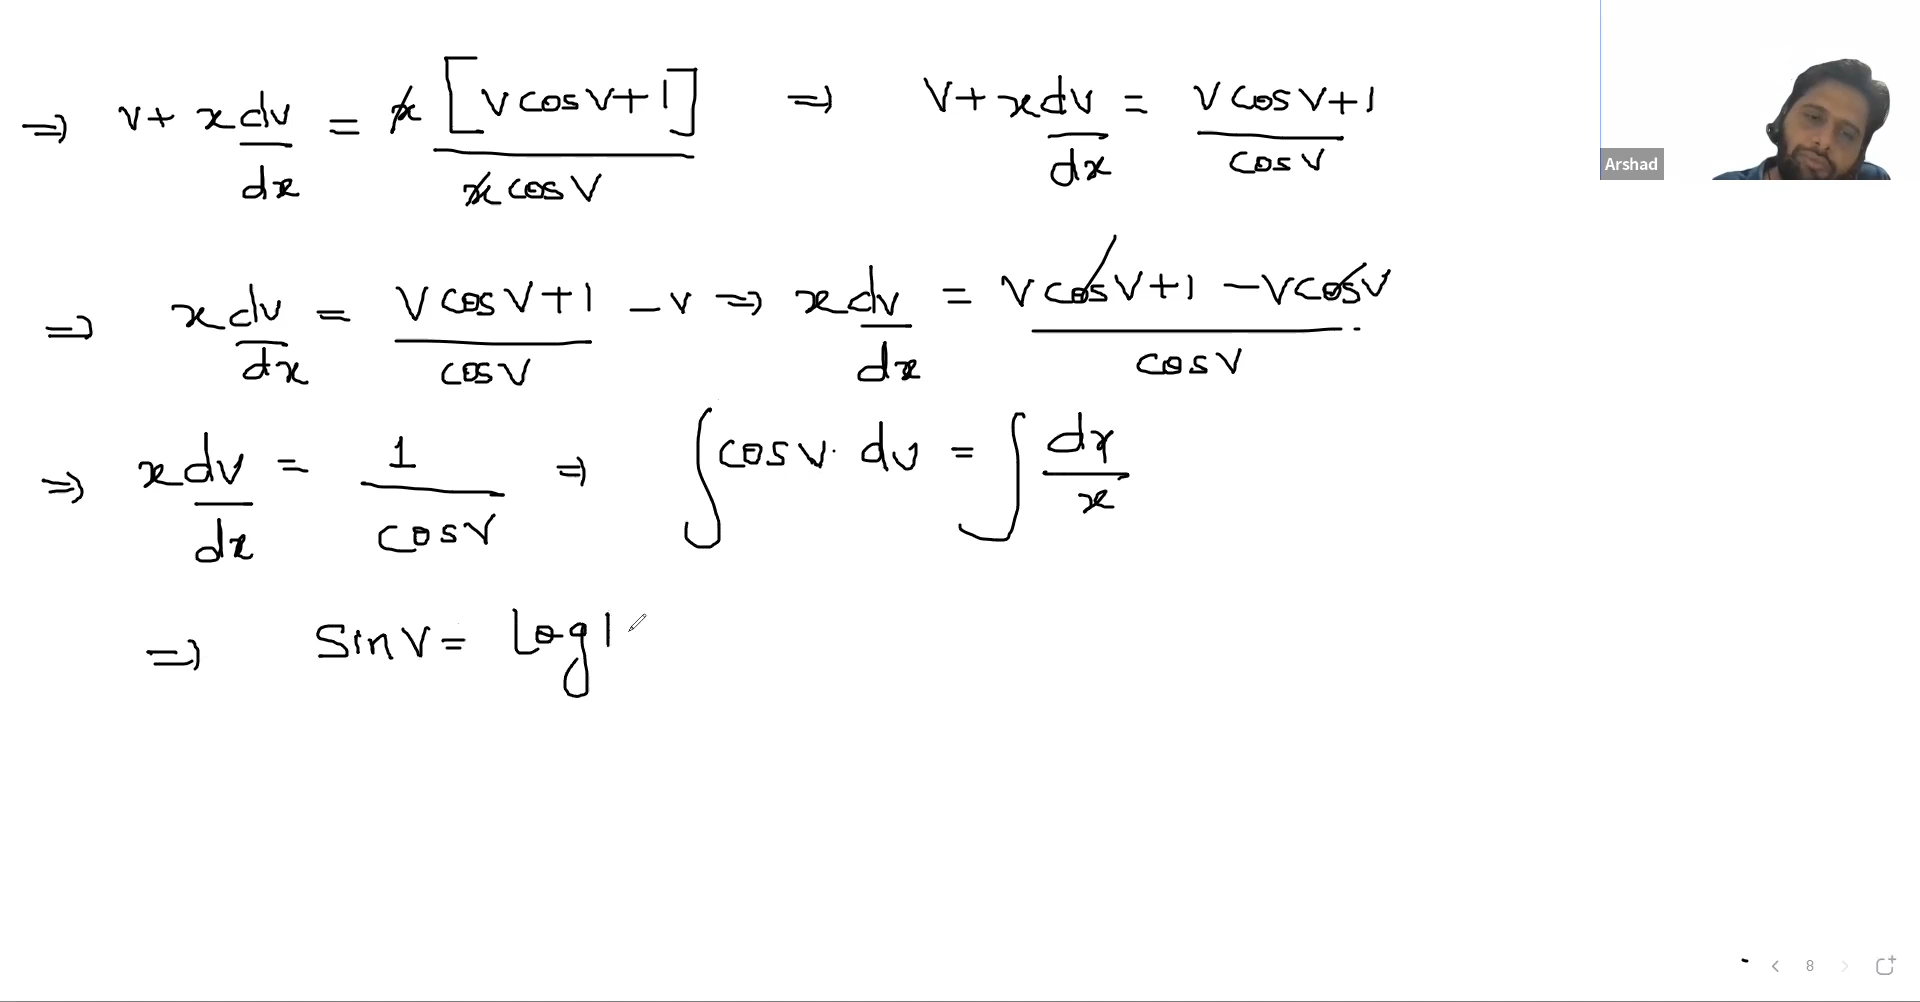 ⇒ v + x dv/dx = x [v cos v + 1] / x cos v ⇒ v + x dv/dx = v cos v + 1 / cos v
Arshad
⇒ x dv/dx = v cos v + 1 / cos v - v ⇒ x dv/dx = v cos v + 1 - v cos v / cos v
⇒ x dv/dx = 1 / cos v ⇒ ∫ cos v · dv = ∫ dx/x
⇒ sin v = log |
8